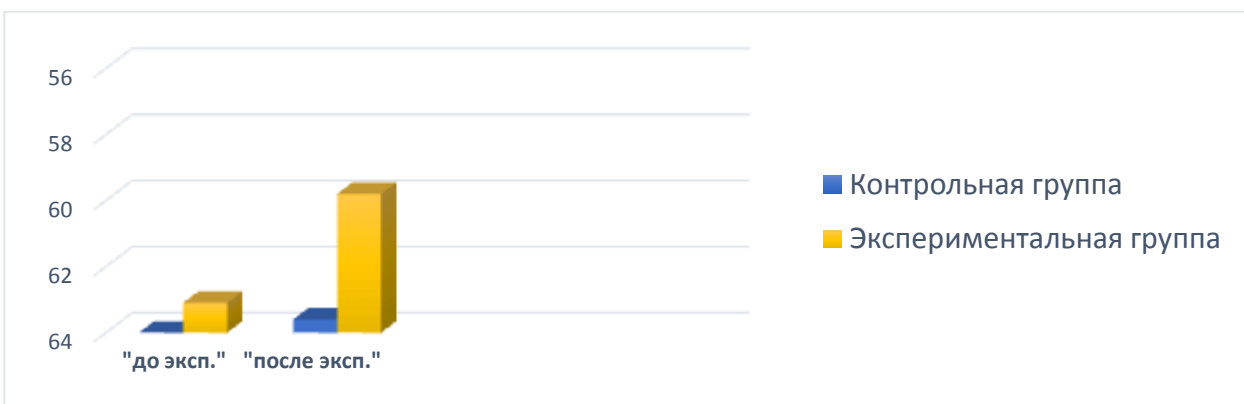 56
58
60
62
64
"до эксп." "после эксп."
Контрольная группа
Экспериментальная группа